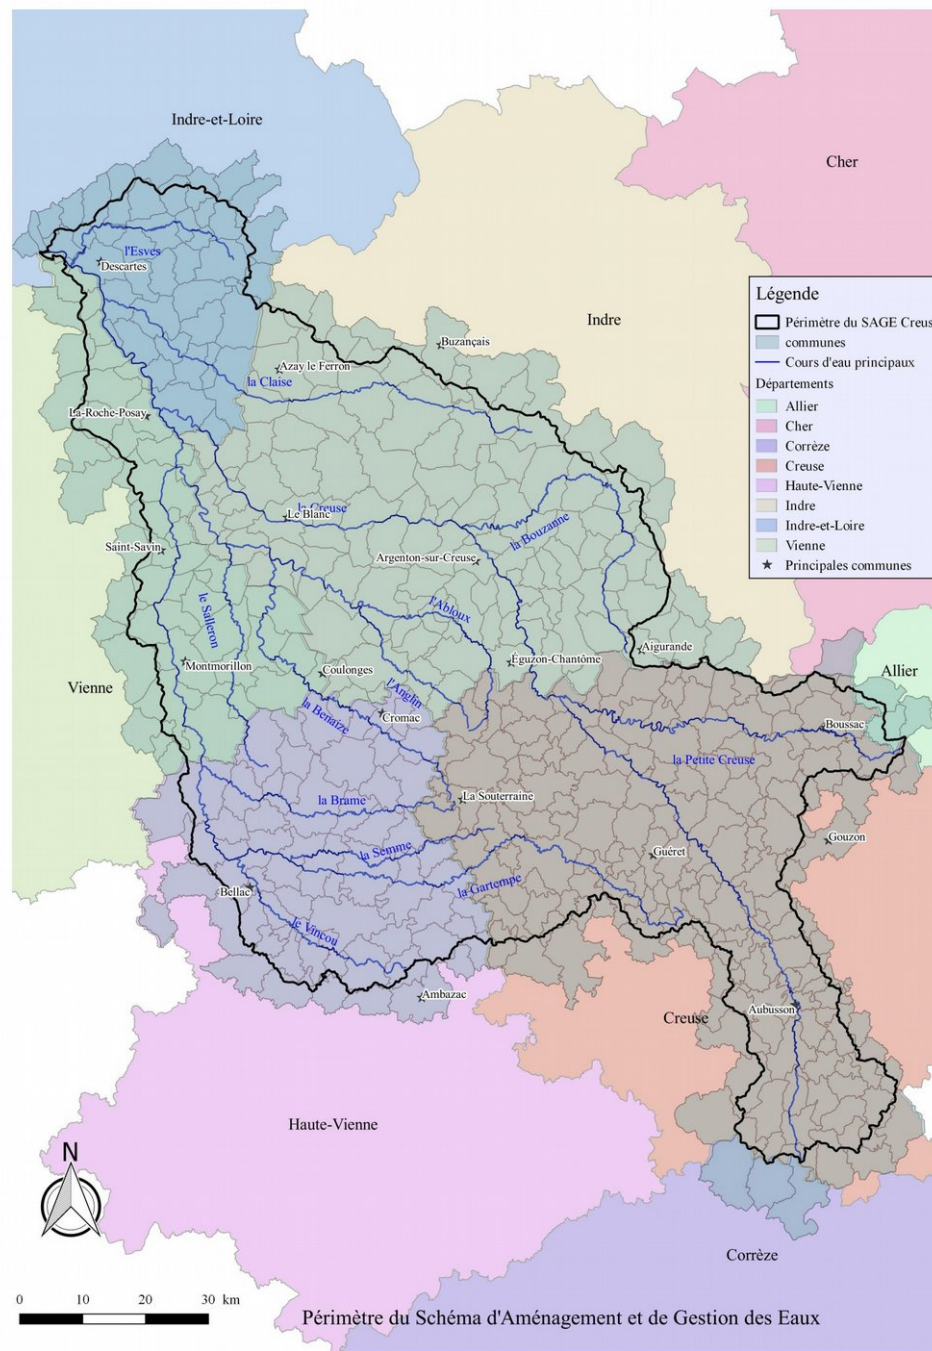 Indre-et-Loire
Cher
l'Esves
Descartes
Indre
Buzançais
Azay le Ferron
la Claise
La-Roche-Posay
Légende
Périmètre du SAGE Creus
communes
Cours d'eau principaux
Départements
Allier
Cher
Corrèze
Creuse
Haute-Vienne
Indre
Indre-et-Loire
Vienne
Principales communes
la Creuse
Le Blanc
la Bouzanne
Saint-Savin
Argenton-sur-Creuse
le Salleron
l'Abloux
Aigurande
Montmorillon
Éguzon-Chantôme
Coulonges
Vienne
Allier
l'Anglin
la Benaize
Cromac
Boussac
la Petite Creuse
la Brame
La Souterraine
Gouzon
la Semme
Guéret
la Gartempe
Bellac
le Vincou
Ambazac
Aubusson
Creuse
Haute-Vienne
N
Corrèze
0 10 20 30 km
Périmètre du Schéma d'Aménagement et de Gestion des Eaux